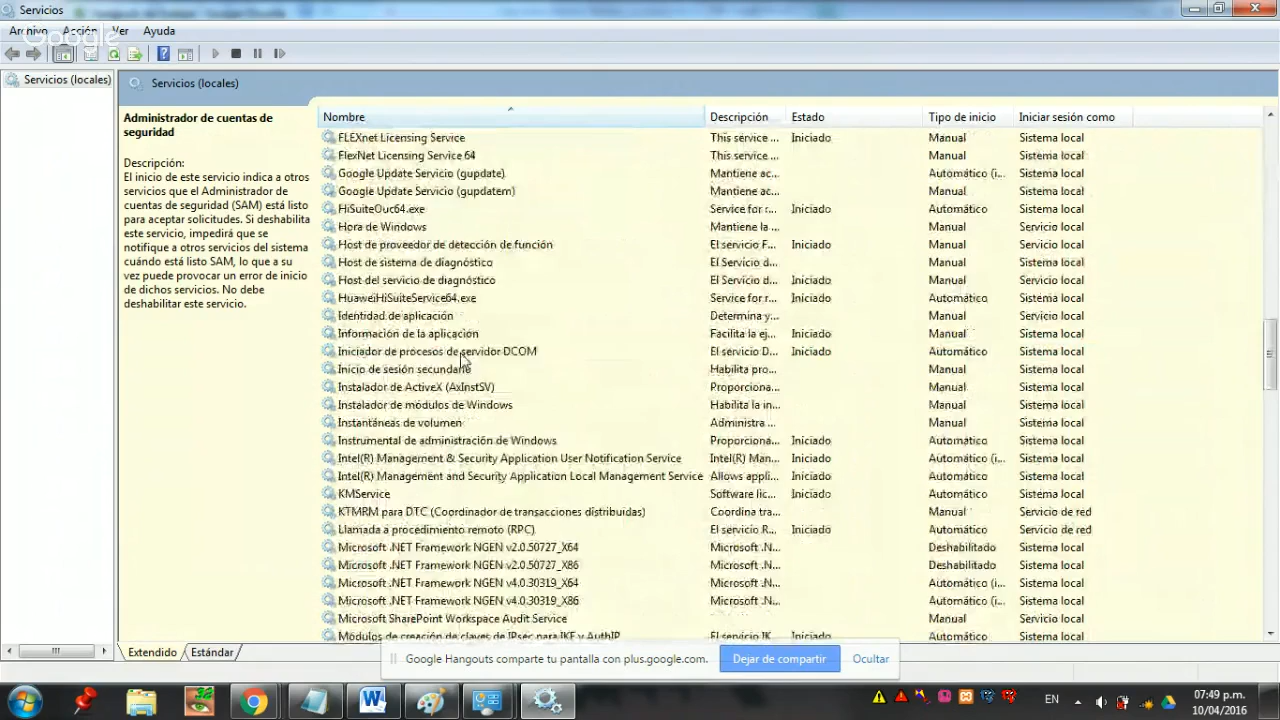 Servicios
Archivo Acción Ver Ayuda
Google
Servicios (locales)
Servicios (locales)
Administrador de cuentas de
seguridad
Descripción:
El inicio de este servicio indica a otros
servicios que el Administrador de
cuentas de seguridad (SAM) está listo
para aceptar solicitudes. Si deshabilita
este servicio, impedirá que se
notifique a otros servicios del sistema
cuándo está listo SAM, lo que a su
vez puede provocar un error de inicio
de dichos servicios. No debe
deshabilitar este servicio.
Nombre Descripción Estado Tipo de inicio Iniciar sesión como
FLEXnet Licensing Service This service ... Iniciado Manual Sistema local
FlexNet Licensing Service 64 This service ... Manual Sistema local
Google Update Servicio (gupdate) Mantiene ac... Automático (i... Sistema local
Google Update Servicio (gupdatem) Mantiene ac... Manual Sistema local
HiSuiteOuc64.exe Service for r... Iniciado Automático Sistema local
Hora de Windows Mantiene la ... Manual Servicio local
Host de proveedor de detección de función El servicio F... Iniciado Manual Servicio local
Host de sistema de diagnóstico El Servicio d... Manual Sistema local
Host del servicio de diagnóstico El Servicio d... Iniciado Manual Servicio local
HuaweiHiSuiteService64.exe Service for r... Iniciado Automático Sistema local
Identidad de aplicación Determina y... Manual Servicio local
Información de la aplicación Facilita la ej... Iniciado Manual Sistema local
Iniciador de procesos de servidor DCOM El servicio D... Iniciado Automático Sistema local
Inicio de sesión secundario Habilita pro... Manual Sistema local
Instalador de ActiveX (AxInstSV) Proporciona... Manual Sistema local
Instalador de módulos de Windows Habilita la in... Manual Sistema local
Instantáneas de volumen Administra ... Manual Sistema local
Instrumental de administración de Windows Proporciona... Iniciado Automático Sistema local
Intel(R) Management & Security Application User Notification Service Intel(R) Man... Iniciado Automático (i... Sistema local
Intel(R) Management and Security Application Local Management Service Allows appli... Iniciado Automático (i... Sistema local
KMService Software lic... Iniciado Automático Sistema local
KTMRM para DTC (Coordinador de transacciones distribuidas) Coordina tra... Manual Servicio de red
Llamada a procedimiento remoto (RPC) El servicio R... Iniciado Automático Servicio de red
Microsoft .NET Framework NGEN v2.0.50727_X64 Microsoft .N... Deshabilitado Sistema local
Microsoft .NET Framework NGEN v2.0.50727_X86 Microsoft .N... Deshabilitado Sistema local
Microsoft .NET Framework NGEN v4.0.30319_X64 Microsoft .N... Automático (i... Sistema local
Microsoft .NET Framework NGEN v4.0.30319_X86 Microsoft .N... Automático (i... Sistema local
Microsoft SharePoint Workspace Audit Service Manual Servicio local
Módulos de creación de claves de IPsec para IKE y AuthIP El servicio IK... Iniciado Automático Sistema local
Extendido Estándar
Google Hangouts comparte tu pantalla con plus.google.com. Dejar de compartir Ocultar
EN
07:49 p.m.
10/04/2016